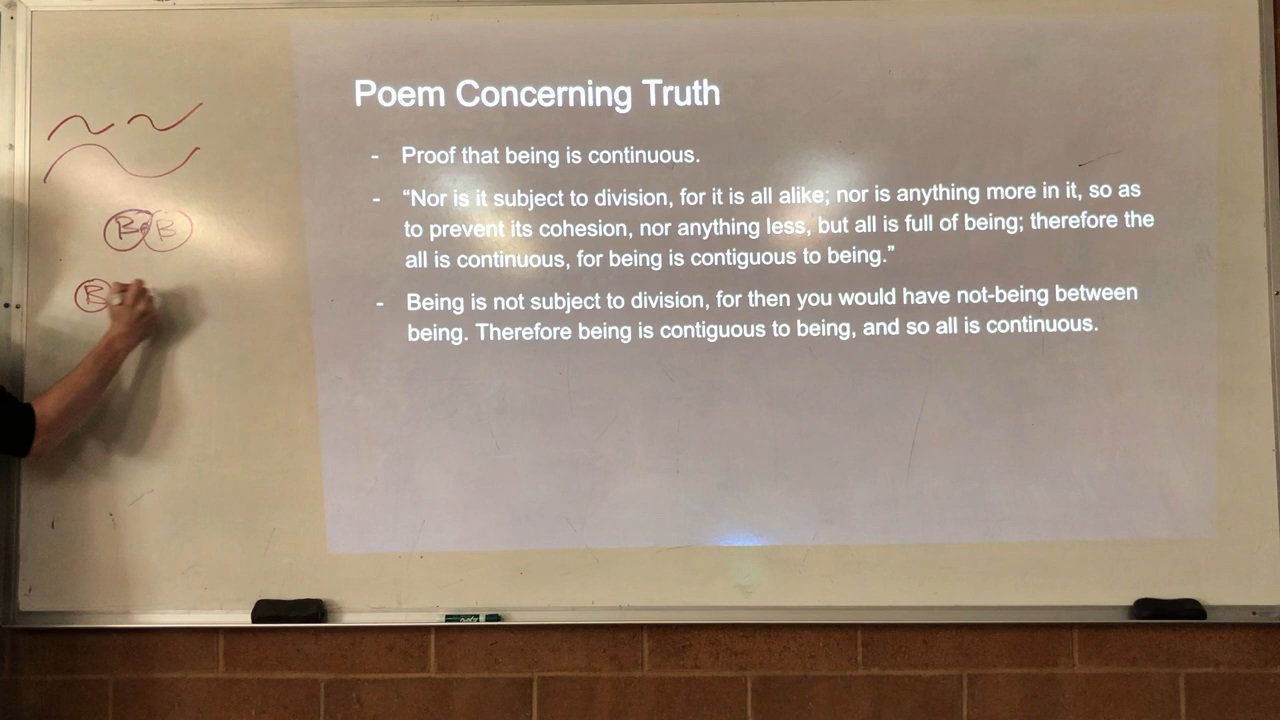 Poem Concerning Truth
- Proof that being is continuous.
- “Nor is it subject to division, for it is all alike; nor is anything more in it, so as
to prevent its cohesion, nor anything less, but all is full of being; therefore the
all is continuous, for being is contiguous to being.”
- Being is not subject to division, for then you would have not-being between
being. Therefore being is contiguous to being, and so all is continuous.
B B
B